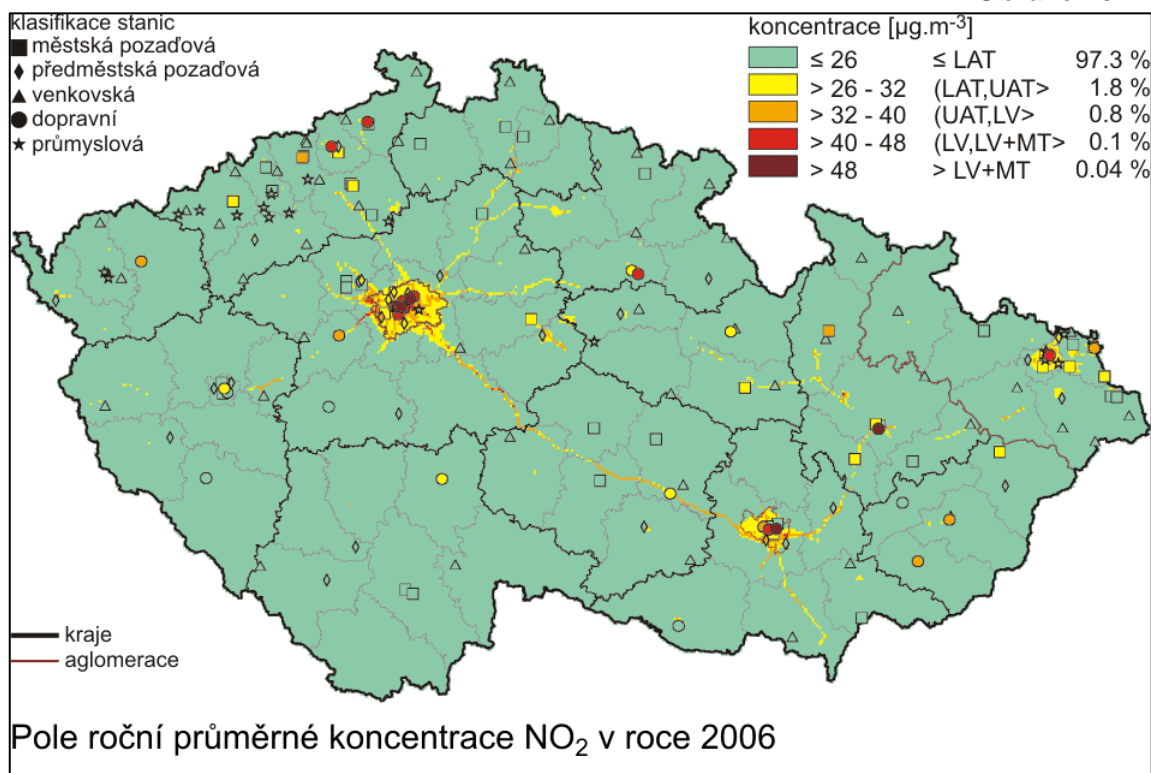 klasifikace stanic
městská pozaďová
předměstská pozaďová
venkovská
dopravní
průmyslová
koncentrace [µg.m-3]
≤ 26 ≤ LAT 97.3 %
> 26 - 32 (LAT,UAT> 1.8 %
> 32 - 40 (UAT,LV> 0.8 %
> 40 - 48 (LV,LV+MT> 0.1 %
> 48 > LV+MT 0.04 %
kraje
aglomerace
Pole roční průměrné koncentrace NO2 v roce 2006